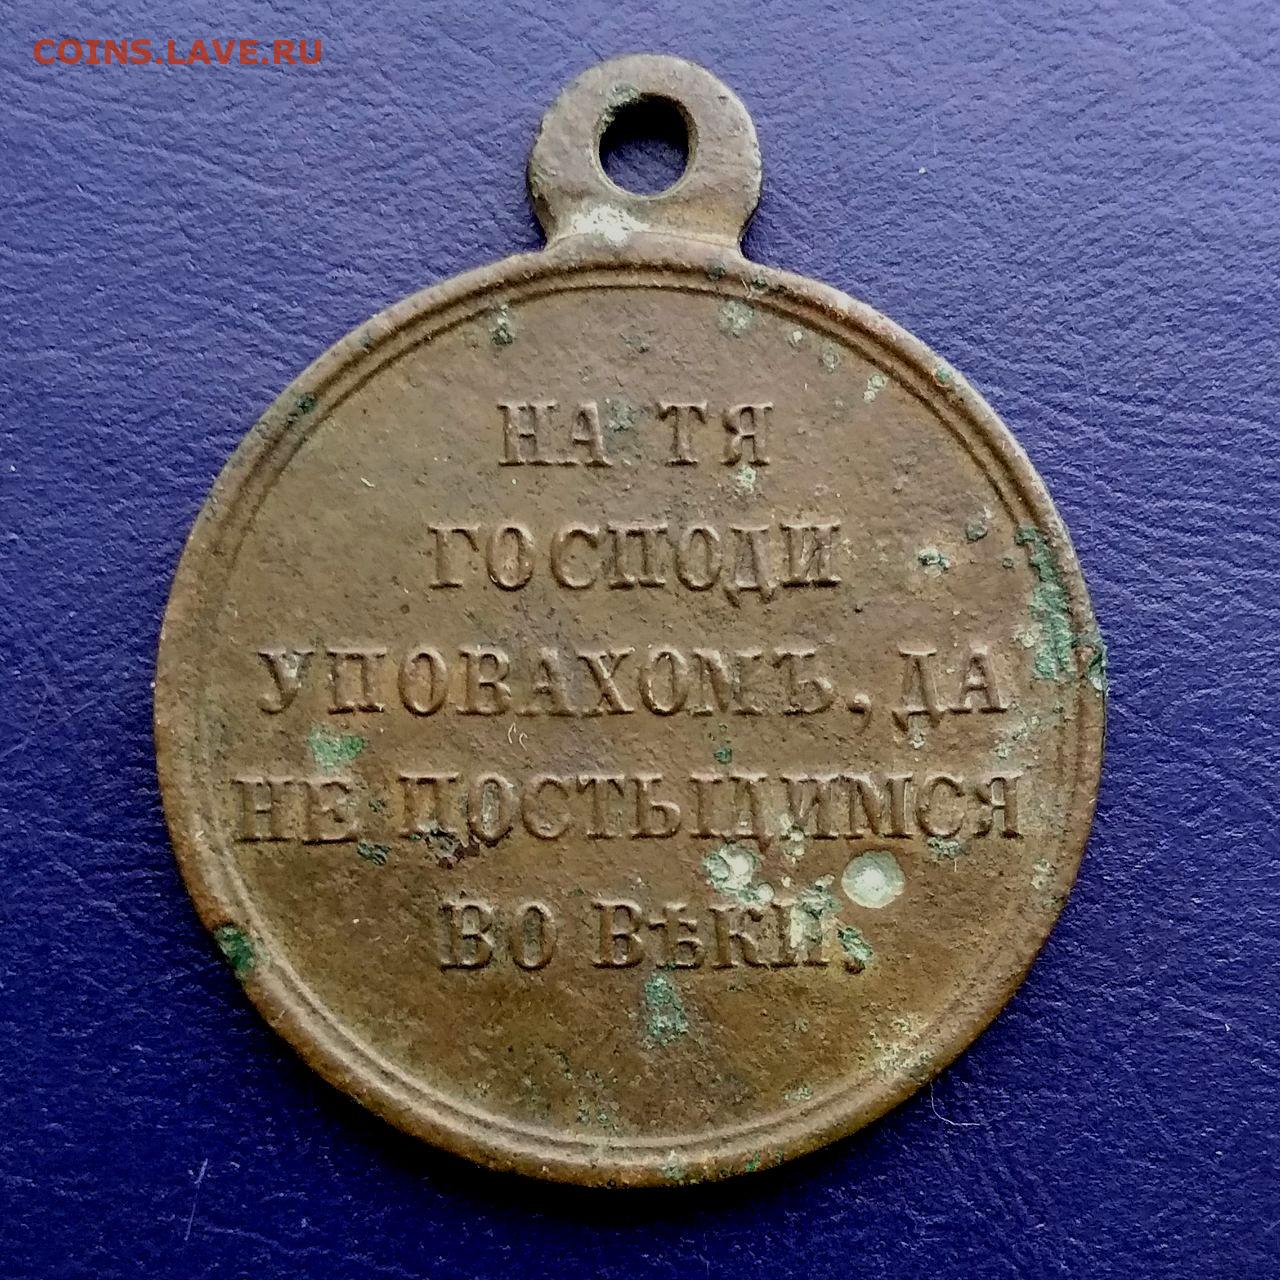 COINS.LAVE.RU
НА ТЯ
ГОСПОДИ
УПОВАХОМЪ, ДА
НЕ ПОСТЫДИМСЯ
ВО ВѢКИ.